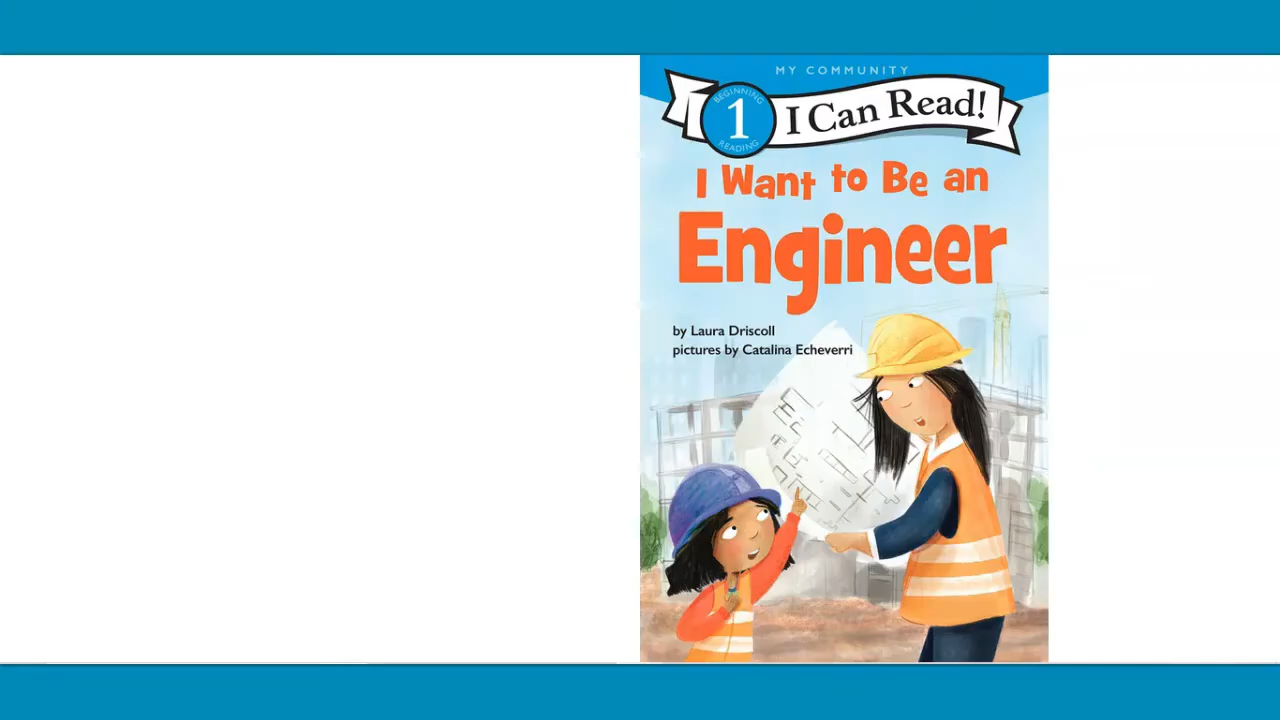 MY COMMUNITY
BEGINNING
1
READING
I Can Read!
I Want to Be an
Engineer
by Laura Driscoll
pictures by Catalina Echeverri